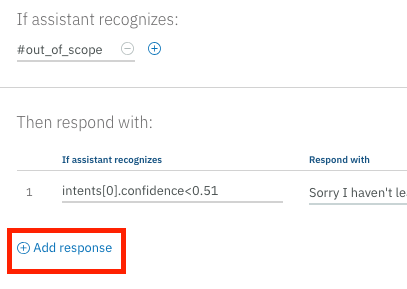 If assistant recognizes:
#out_of_scope
Then respond with:
If assistant recognizes Respond with
1 intents[0].confidence<0.51 Sorry I haven't le
Add response